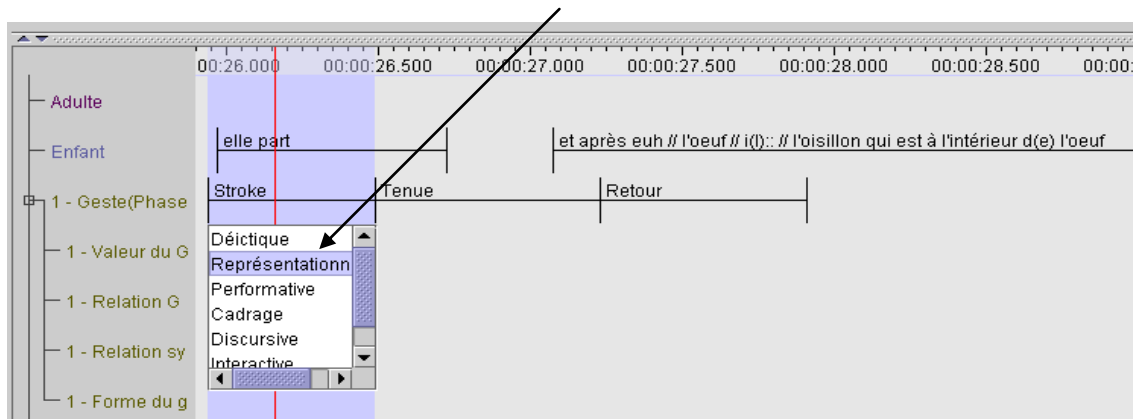 00:26.000 00:00:26.500 00:00:27.000 00:00:27.500 00:00:28.000 00:00:28.500 00:00:
Adulte
Enfant
elle part
et après euh // l'oeuf // i(l):: // l'oisillon qui est à l'intérieur d(e) l'oeuf
1 - Geste(Phase
Stroke Tenue Retour
1 - Valeur du G
Déictique
Représentationn
Performative
1 - Relation G
Cadrage
Discursive
1 - Relation sy
Interactive
1 - Forme du g